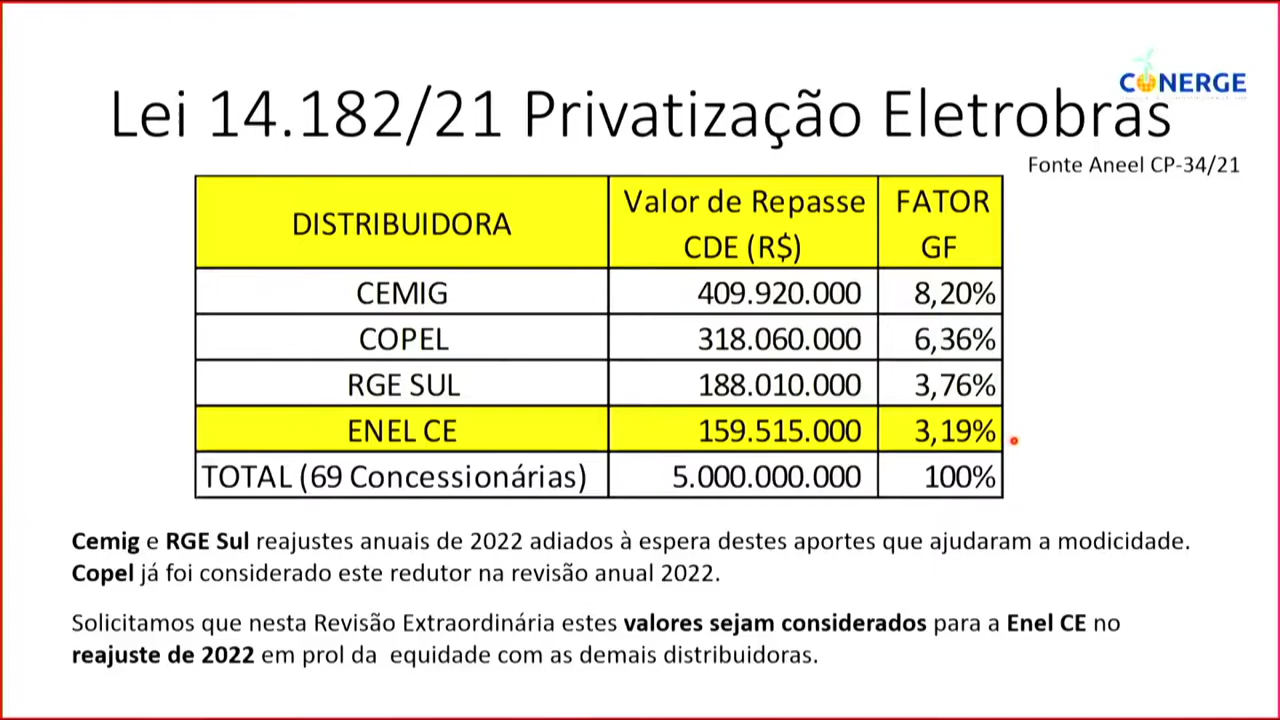 CONERGE
Lei 14.182/21 Privatização Eletrobras
Fonte Aneel CP-34/21
DISTRIBUIDORA
Valor de Repasse
CDE (R$)
FATOR
GF
CEMIG 409.920.000 8,20%
COPEL 318.060.000 6,36%
RGE SUL 188.010.000 3,76%
ENEL CE 159.515.000 3,19%
TOTAL (69 Concessionárias) 5.000.000.000 100%
Cemig e RGE Sul reajustes anuais de 2022 adiados à espera destes aportes que ajudaram a modicidade.
Copel já foi considerado este redutor na revisão anual 2022.
Solicitamos que nesta Revisão Extraordinária estes valores sejam considerados para a Enel CE no
reajuste de 2022 em prol da equidade com as demais distribuidoras.